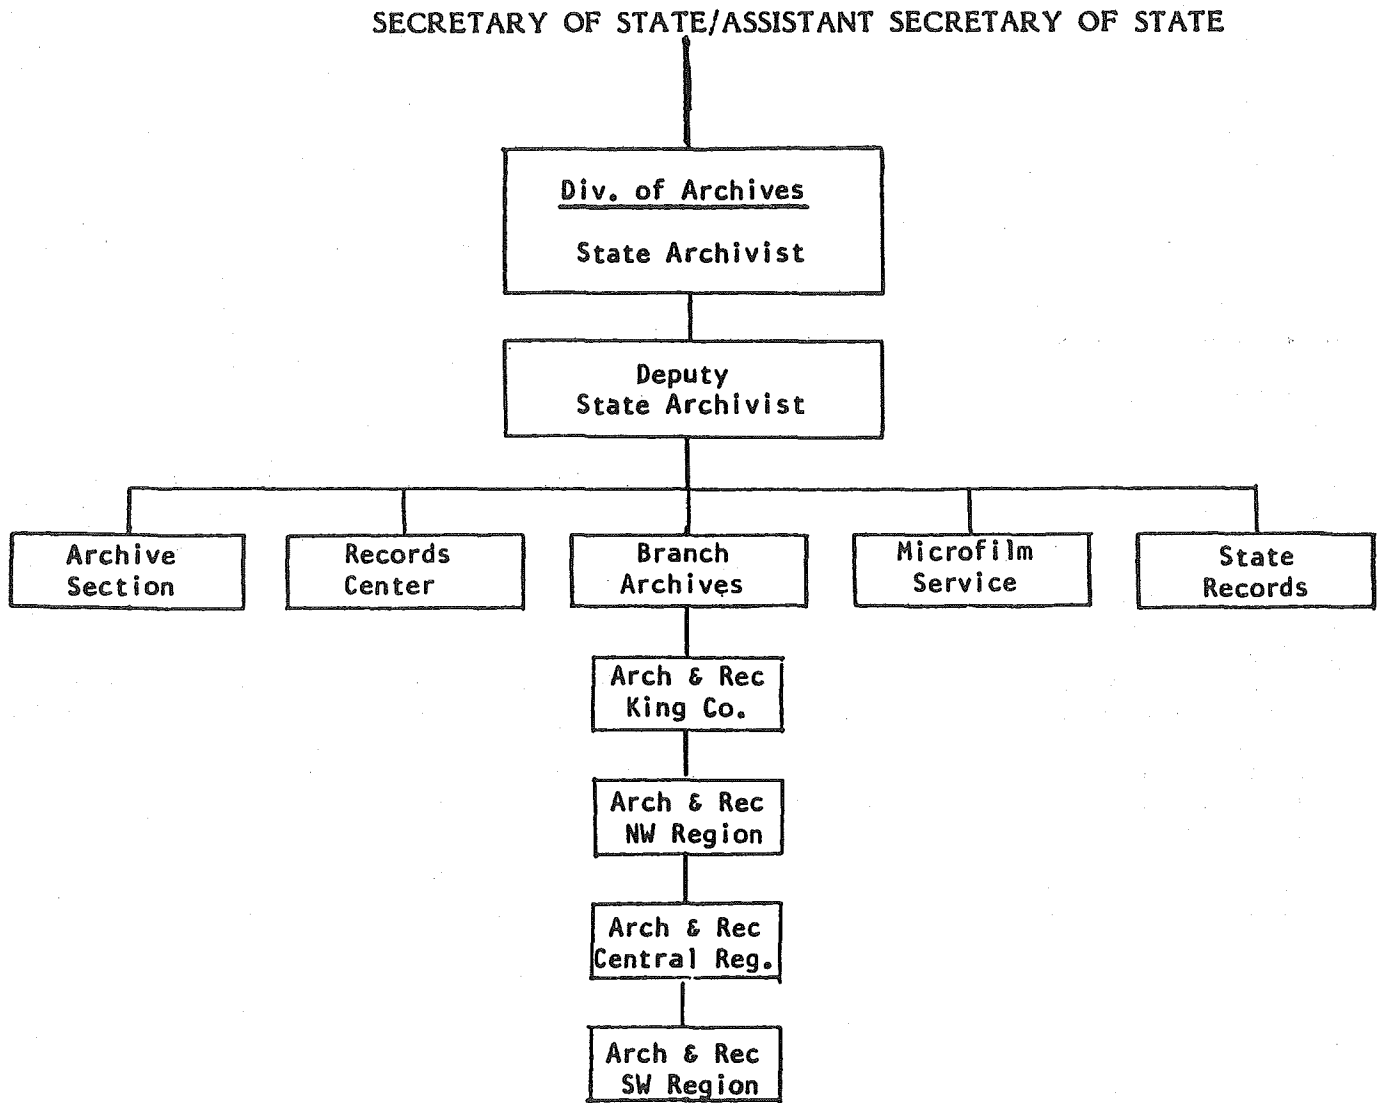 SECRETARY OF STATE/ASSISTANT SECRETARY OF STATE
Div. of Archives
State Archivist
Deputy
State Archivist
Archive
Section
Records
Center
Branch
Archives
Microfilm
Service
State
Records
Arch & Rec
King Co.
Arch & Rec
NW Region
Arch & Rec
Central Reg.
Arch & Rec
SW Region